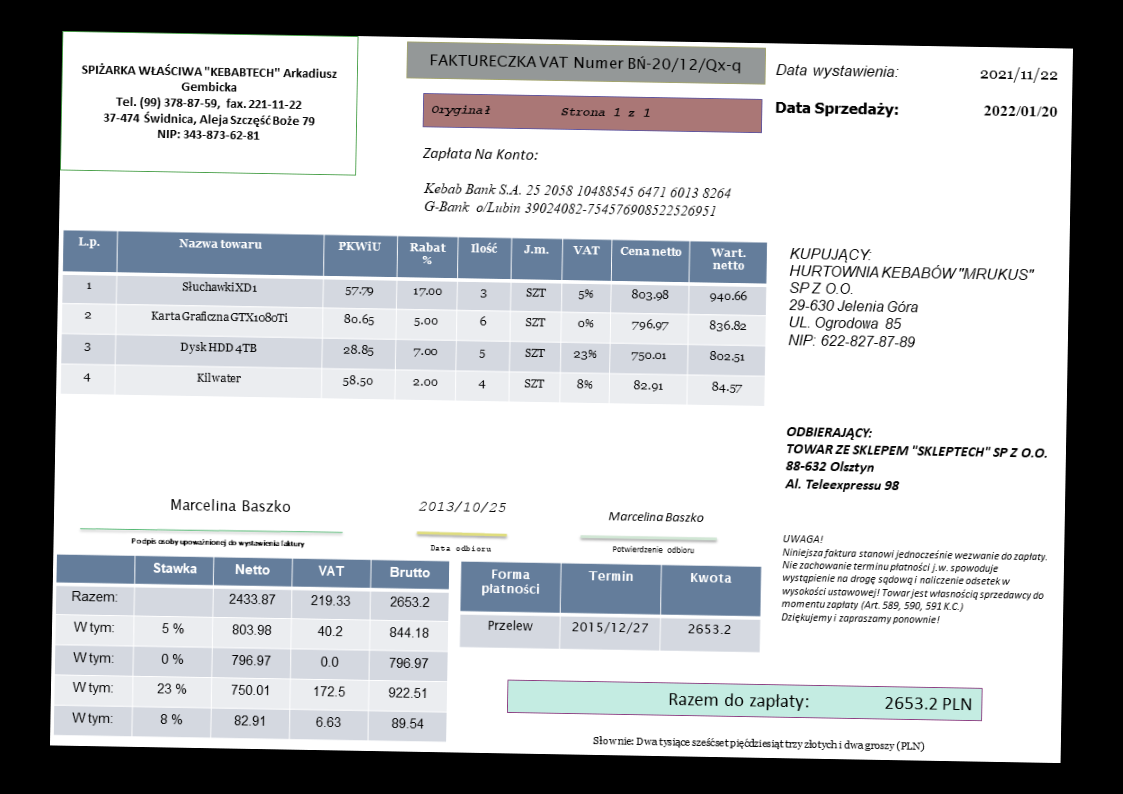 SPIŻARKA WŁAŚCIWA "KEBABTECH" Arkadiusz
Gembicka
Tel. (99) 378-87-59, fax. 221-11-22
37-474 Świdnica, Aleja Szczęść Boże 79
NIP: 343-873-62-81
FAKTURECZKA VAT Numer BŃ-20/12/Qx-q
Oryginał Strona 1 z 1
Data wystawienia: 2021/11/22
Data Sprzedaży: 2022/01/20
Zapłata Na Konto:
Kebab Bank S.A. 25 2058 10488545 6471 6013 8264
G-Bank o/Lubin 39024082-754576908522526951
L.p. Nazwa towaru PKWiU Rabat % Ilość J.m. VAT Cena netto Wart. netto
1 Słuchawki XD1 57.79 17.00 3 SZT 5% 803.98 940.66
2 Karta Graficzna GTX1080Ti 80.65 5.00 6 SZT 0% 796.97 836.82
3 Dysk HDD 4TB 28.85 7.00 5 SZT 23% 750.01 802.51
4 Kilwater 58.50 2.00 4 SZT 8% 82.91 84.57
KUPUJĄCY:
HURTOWNIA KEBABÓW "MRUKUS"
SP Z O.O.
29-630 Jelenia Góra
UL. Ogrodowa 85
NIP: 622-827-87-89
ODBIERAJĄCY:
TOWAR ZE SKLEPEM "SKLEPTECH" SP Z O.O.
88-632 Olsztyn
Al. Teleexpressu 98
Marcelina Baszko
Podpis osoby upoważnionej do wystawienia faktury
2013/10/25
Data odbioru
Marcelina Baszko
Potwierdzenie odbioru
UWAGA!
Niniejsza faktura stanowi jednocześnie wezwanie do zapłaty.
Nie zachowanie terminu płatności j.w. spowoduje
wystąpienie na drogę sądową i naliczenie odsetek w
wysokości ustawowej! Towar jest własnością sprzedawcy do
momentu zapłaty (Art. 589, 590, 591 K.C.)
Dziękujemy i zapraszamy ponownie!
Stawka Netto VAT Brutto
Razem: 2433.87 219.33 2653.2
W tym: 5 % 803.98 40.2 844.18
W tym: 0 % 796.97 0.0 796.97
W tym: 23 % 750.01 172.5 922.51
W tym: 8 % 82.91 6.63 89.54
Forma płatności Termin Kwota
Przelew 2015/12/27 2653.2
Razem do zapłaty: 2653.2 PLN
Słownie: Dwa tysiące sześćset pięćdziesiąt trzy złotych i dwa groszy (PLN)